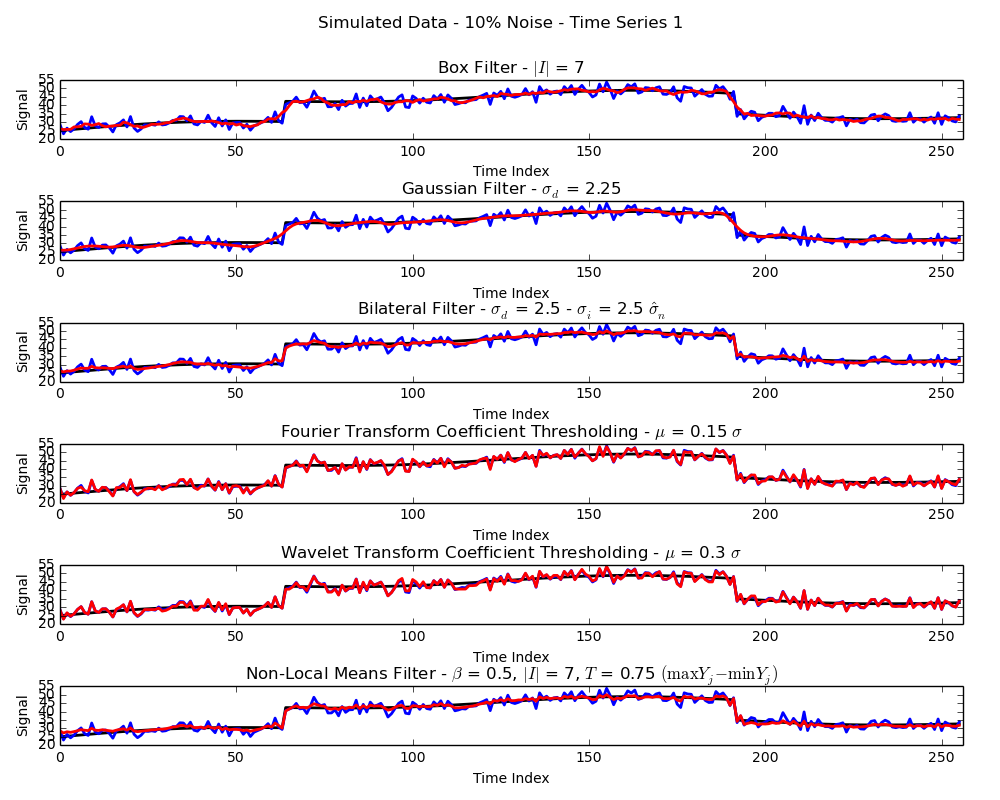 Simulated Data - 10% Noise - Time Series 1
Box Filter - |I| = 7
55
50
45
40
35
30
25
20
Signal
0 50 100 150 200 250
Time Index
Gaussian Filter - σ_d = 2.25
55
50
45
40
35
30
25
20
Signal
0 50 100 150 200 250
Time Index
Bilateral Filter - σ_d = 2.5 - σ_i = 2.5 σ̂_n
55
50
45
40
35
30
25
20
Signal
0 50 100 150 200 250
Time Index
Fourier Transform Coefficient Thresholding - μ = 0.15 σ
55
50
45
40
35
30
25
20
Signal
0 50 100 150 200 250
Time Index
Wavelet Transform Coefficient Thresholding - μ = 0.3 σ
55
50
45
40
35
30
25
20
Signal
0 50 100 150 200 250
Time Index
Non-Local Means Filter - β = 0.5, |I| = 7, T = 0.75 (maxY_j−minY_j)
55
50
45
40
35
30
25
20
Signal
0 50 100 150 200 250
Time Index